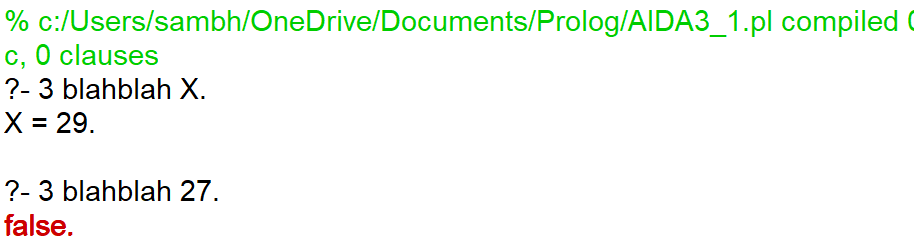 % c:/Users/sambh/OneDrive/Documents/Prolog/AIDA3_1.pl compiled
c, 0 clauses
?- 3 blahblah X.
X = 29.
?- 3 blahblah 27.
false.